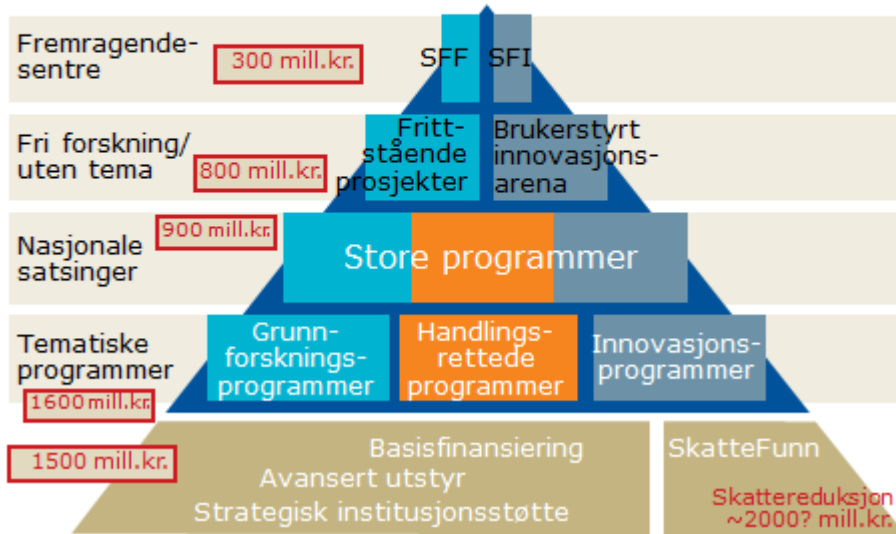 Fremragende-
sentre
300 mill.kr.
SFF
SFI
Fri forskning/
uten tema
800 mill.kr.
Fritt-
stående
prosjekter
Brukerstyrt
innovasjons-
arena
900 mill.kr.
Nasjonale
satsinger
Store programmer
Tematiske
programmer
1600 mill.kr.
Grunn-
forsknings-
programmer
Handlings-
rettede
programmer
Innovasjons-
programmer
1500 mill.kr.
Basisfinansiering
Avansert utstyr
Strategisk institusjonsstøtte
SkatteFunn
Skattereduksjon
~2000? mill.kr.